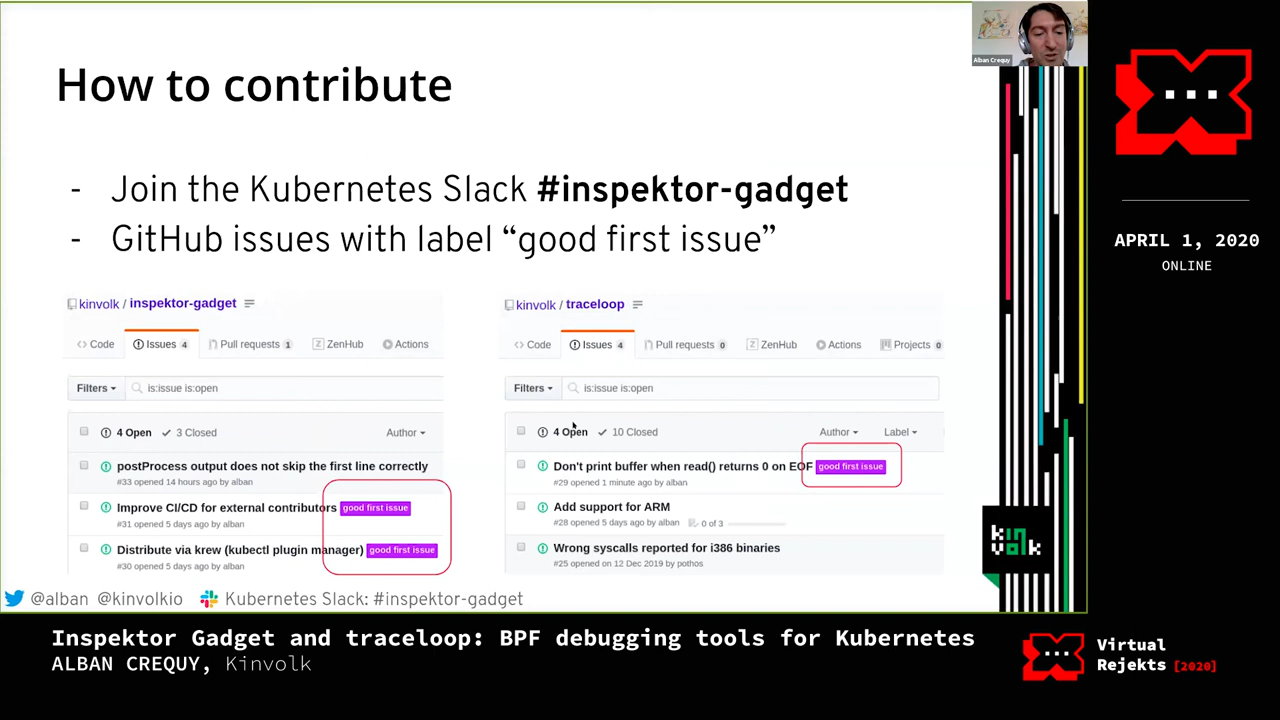 How to contribute
- Join the Kubernetes Slack #inspektor-gadget
- GitHub issues with label “good first issue”
kinvolk / inspektor-gadget
Code Issues 4 Pull requests 1 ZenHub Actions
Filters is:issue is:open
4 Open 3 Closed Author
postProcess output does not skip the first line correctly
#33 opened 14 hours ago by alban
Improve CI/CD for external contributors good first issue
#31 opened 5 days ago by alban
Distribute via krew (kubectl plugin manager) good first issue
#30 opened 5 days ago by alban
kinvolk / traceloop
Code Issues 4 Pull requests 0 ZenHub Actions Projects 0
Filters is:issue is:open
4 Open 10 Closed Author Label
Don't print buffer when read() returns 0 on EOF good first issue
#29 opened 1 minute ago by alban
Add support for ARM
#28 opened 5 days ago by alban 0 of 3
Wrong syscalls reported for i386 binaries
#25 opened on 12 Dec 2019 by pothos
@alban @kinvolkio Kubernetes Slack: #inspektor-gadget
kin
volk
Alban Crequy
APRIL 1, 2020
ONLINE
Inspektor Gadget and traceloop: BPF debugging tools for Kubernetes
ALBAN CREQUY, Kinvolk
Virtual
Rejekts [2020]